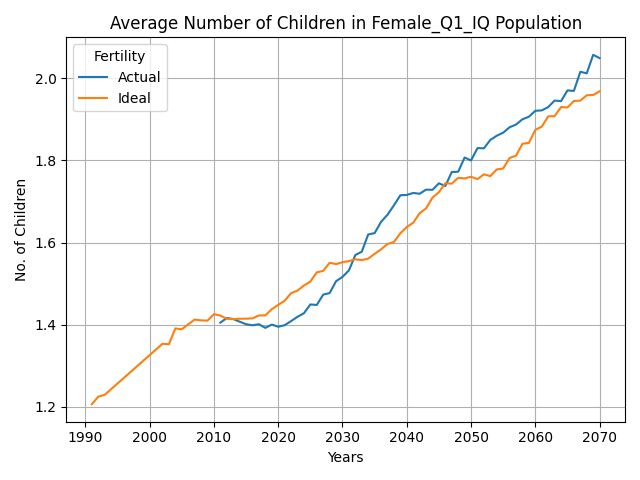 Average Number of Children in Female_Q1_IQ Population
Fertility
Actual
Ideal
No. of Children
2.0
1.8
1.6
1.4
1.2
1990 2000 2010 2020 2030 2040 2050 2060 2070
Years